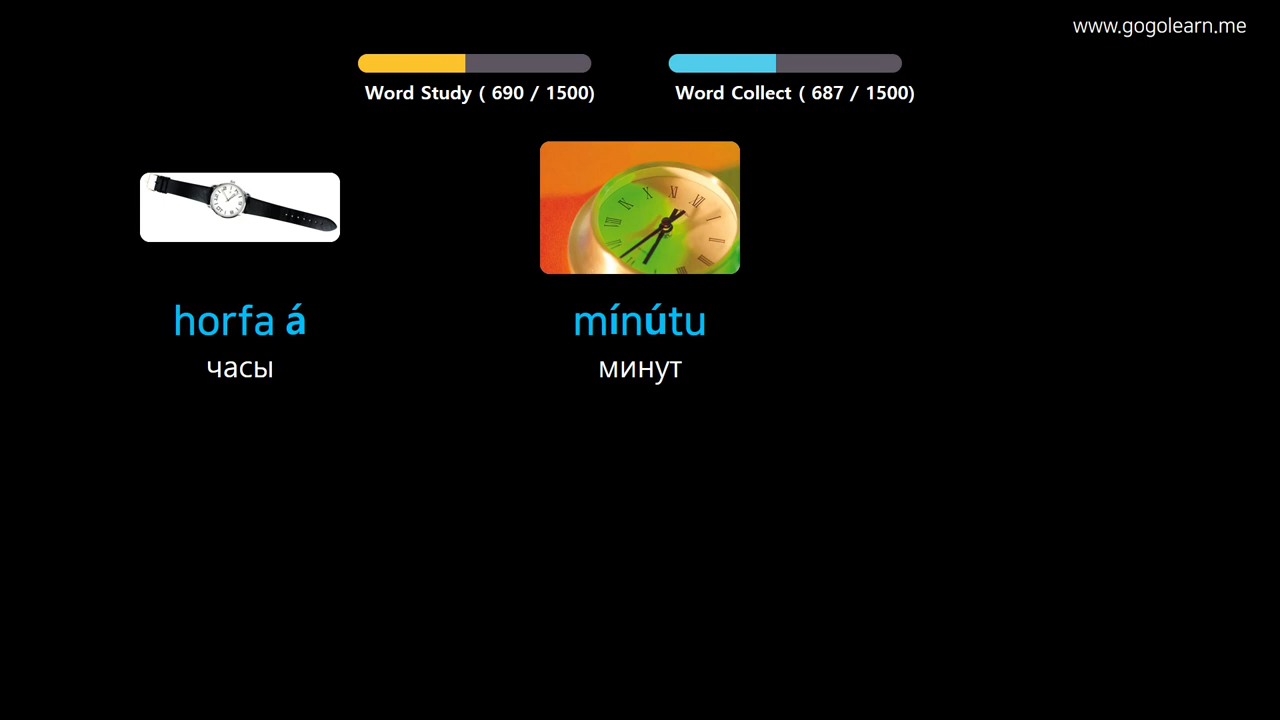 www.gogolearn.me
Word Study ( 690 / 1500)
Word Collect ( 687 / 1500)
horfa á
часы
mínútu
минут